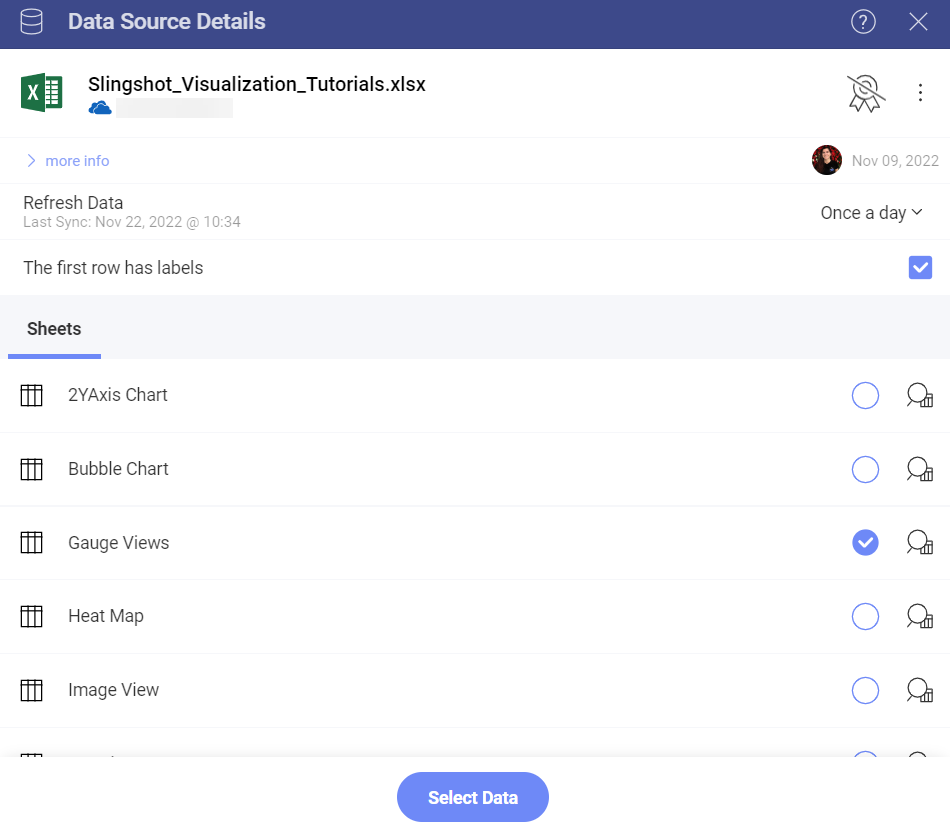 Data Source Details
?
X
Slingshot_Visualization_Tutorials.xlsx
more info
Nov 09, 2022
Refresh Data
Last Sync: Nov 22, 2022 @ 10:34
Once a day
The first row has labels
Sheets
2YAxis Chart
Bubble Chart
Gauge Views
Heat Map
Image View
Select Data